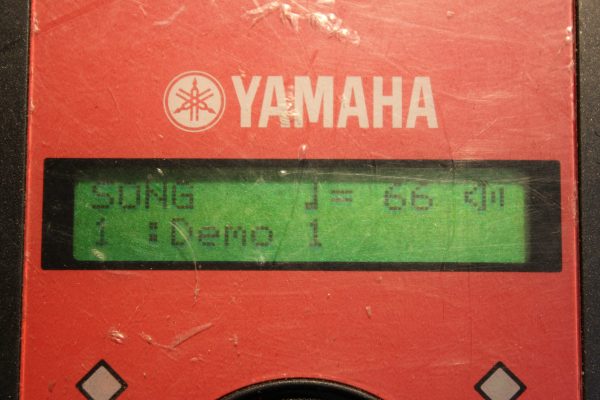 YAMAHA
SONG ♩= 66
1 :Demo 1